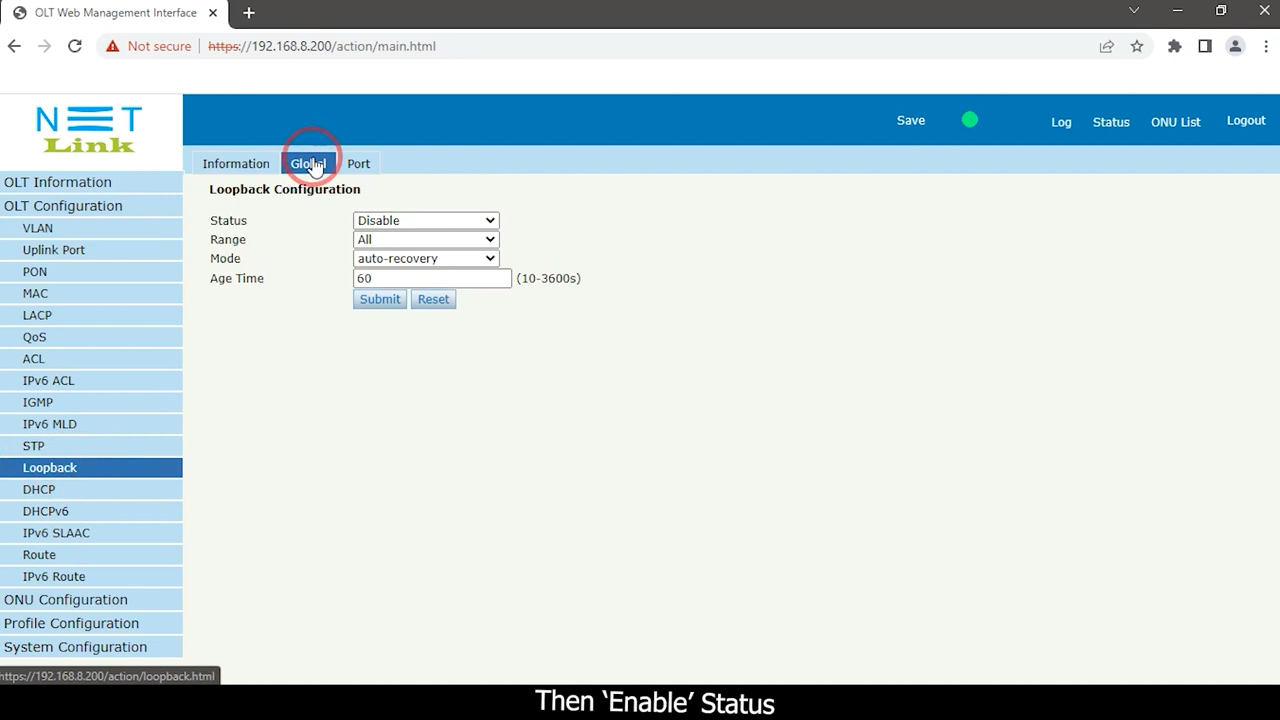 OLT Web Management Interface
Not secure https://192.168.8.200/action/main.html
NET
Link
Save
Log
Status
ONU List
Logout
Information
Global
Port
OLT Information
OLT Configuration
VLAN
Uplink Port
PON
MAC
LACP
QoS
ACL
IPv6 ACL
IGMP
IPv6 MLD
STP
Loopback
DHCP
DHCPv6
IPv6 SLAAC
Route
IPv6 Route
ONU Configuration
Profile Configuration
System Configuration
Loopback Configuration
Status Disable
Range All
Mode auto-recovery
Age Time 60 (10-3600s)
Submit Reset
https://192.168.8.200/action/loopback.html
Then ‘Enable’ Status